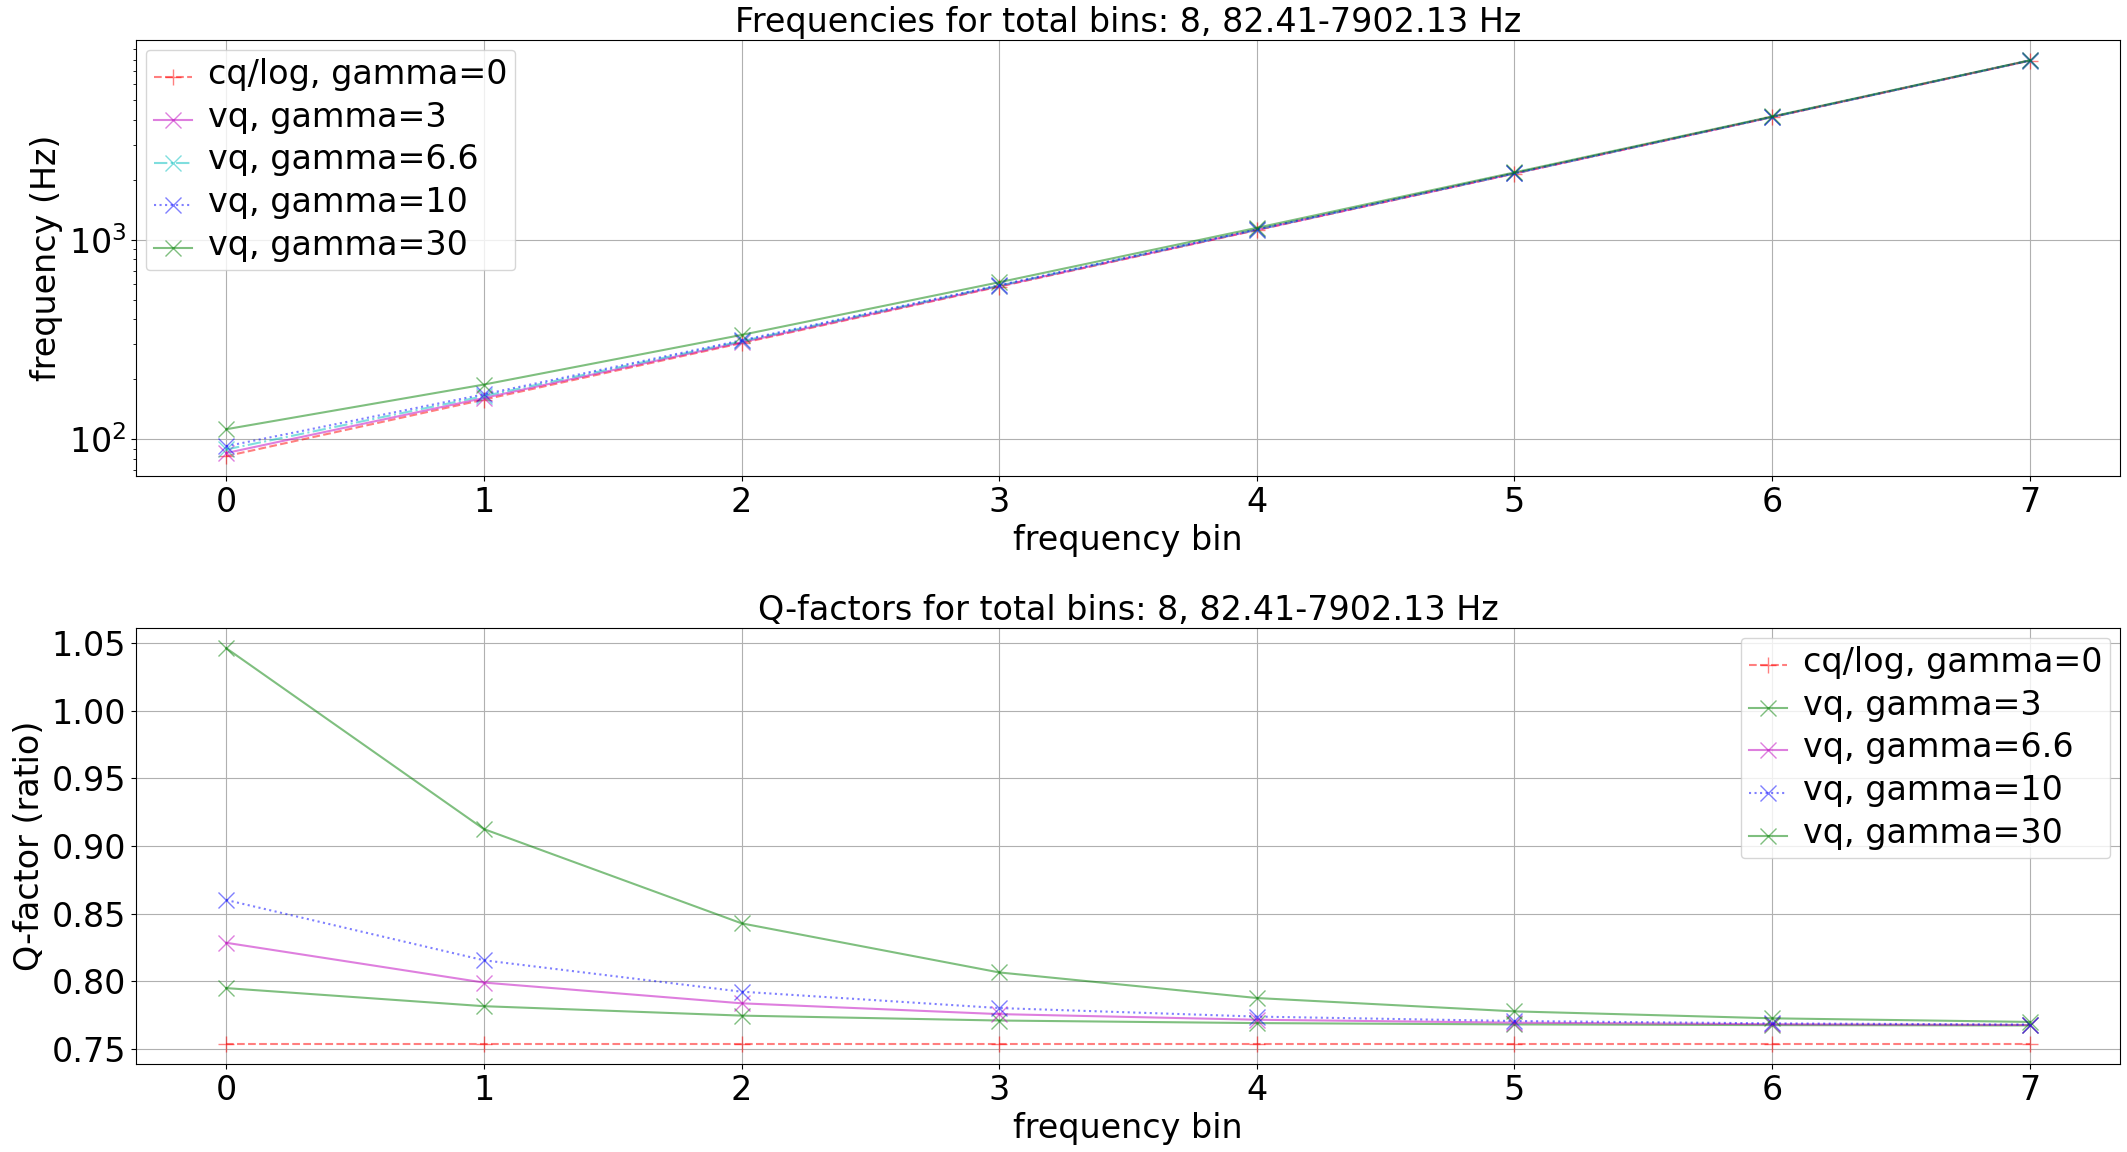 Frequencies for total bins: 8, 82.41-7902.13 Hz
cq/log, gamma=0
vq, gamma=3
vq, gamma=6.6
vq, gamma=10
vq, gamma=30
frequency (Hz)
10³
10²
0 1 2 3 4 5 6 7
frequency bin
Q-factors for total bins: 8, 82.41-7902.13 Hz
cq/log, gamma=0
vq, gamma=3
vq, gamma=6.6
vq, gamma=10
vq, gamma=30
Q-factor (ratio)
1.05
1.00
0.95
0.90
0.85
0.80
0.75
0 1 2 3 4 5 6 7
frequency bin